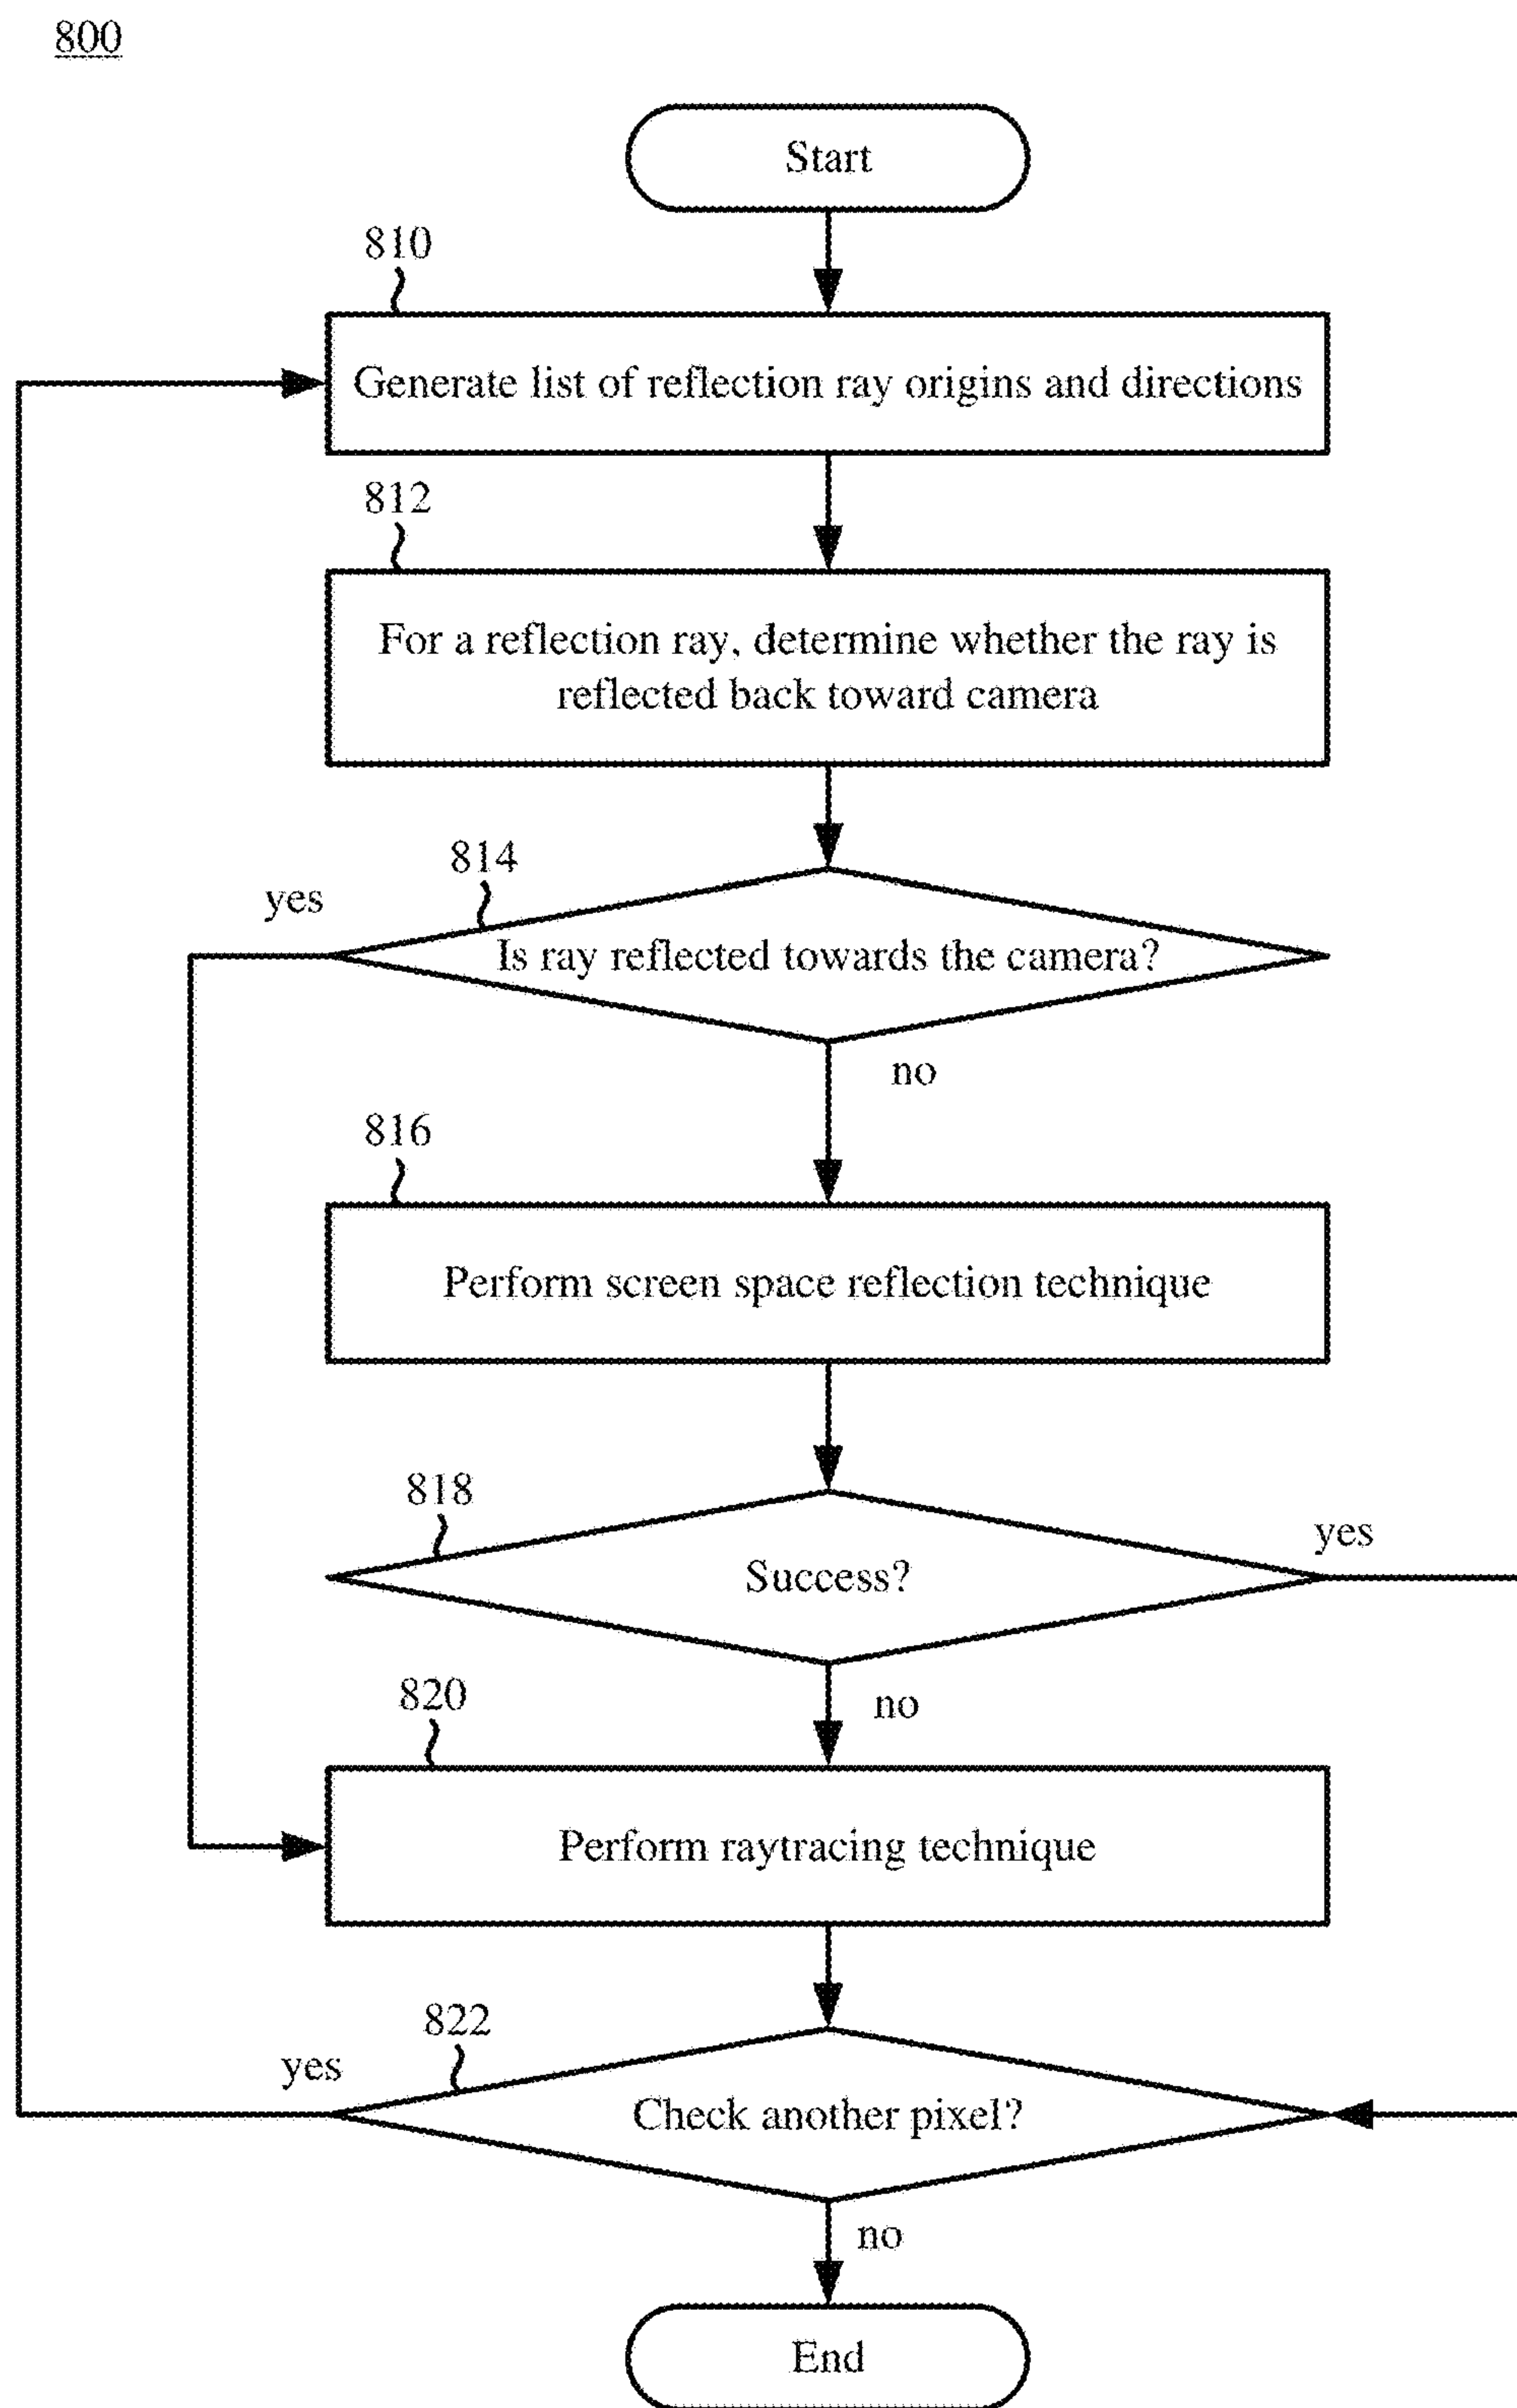 800
Start
810
Generate list of reflection ray origins and directions
812
For a reflection ray, determine whether the ray is
reflected back toward camera
814
yes
Is ray reflected towards the camera?
no
816
Perform screen space reflection technique
818
yes
Success?
820
no
Perform raytracing technique
822
yes
Check another pixel?
no
End